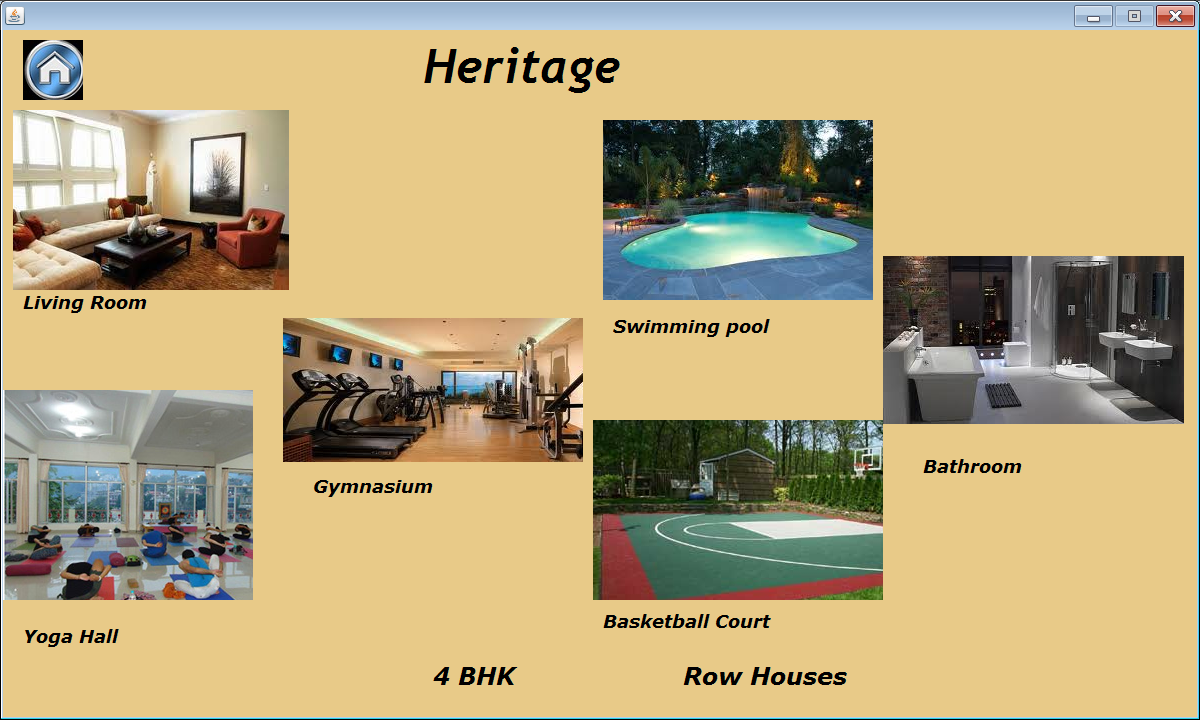 Heritage
Living Room
Swimming pool
Bathroom
Gymnasium
Basketball Court
Yoga Hall
4 BHK
Row Houses